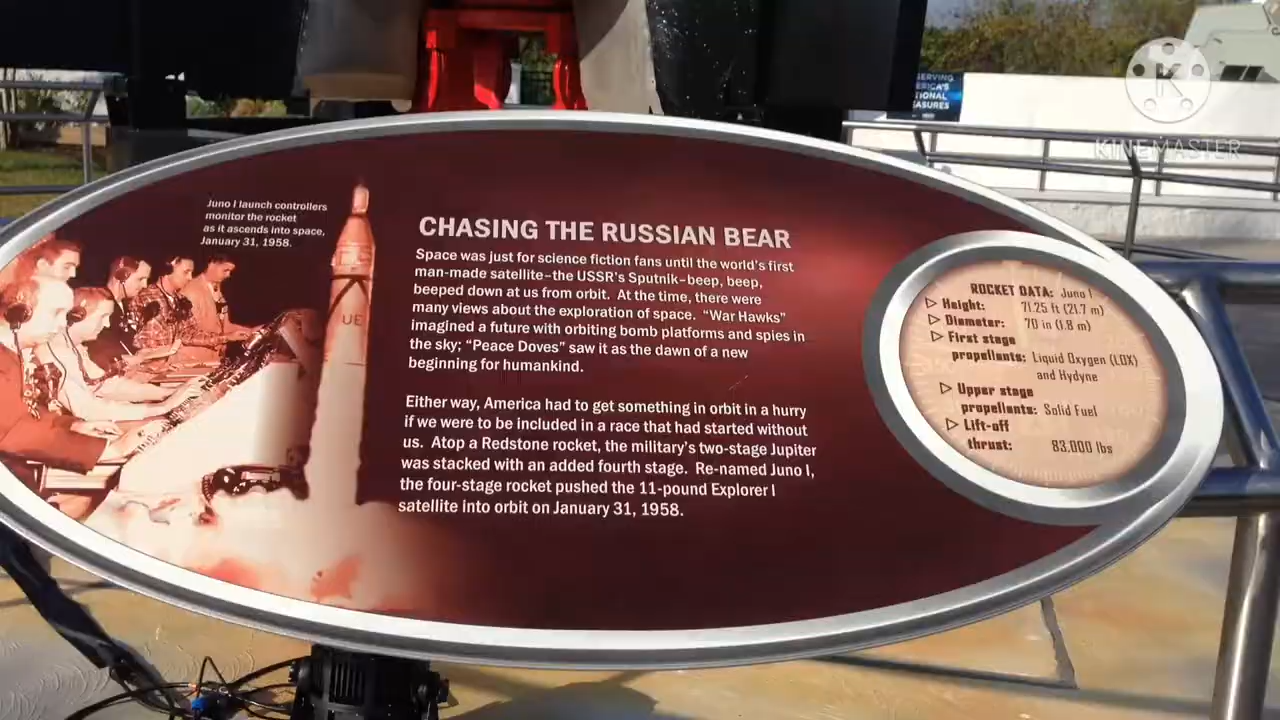 SERVING
ERICA'S
TIONAL
EASURES
K
KINEMASTER
Juno I launch controllers
monitor the rocket
as it ascends into space,
January 31, 1958.
UE
CHASING THE RUSSIAN BEAR
Space was just for science fiction fans until the world's first
man-made satellite–the USSR's Sputnik–beep, beep,
beeped down at us from orbit. At the time, there were
many views about the exploration of space. "War Hawks"
imagined a future with orbiting bomb platforms and spies in
the sky; "Peace Doves" saw it as the dawn of a new
beginning for humankind.
Either way, America had to get something in orbit in a hurry
if we were to be included in a race that had started without
us. Atop a Redstone rocket, the military's two-stage Jupiter
was stacked with an added fourth stage. Re-named Juno I,
the four-stage rocket pushed the 11-pound Explorer I
satellite into orbit on January 31, 1958.
ROCKET DATA: Juno I
Height: 71.25 ft (21.7 m)
Diameter: 70 in (1.8 m)
First stage
propellants: Liquid Oxygen (LOX)
and Hydyne
Upper stage
propellants: Solid Fuel
Lift-off
thrust: 83,000 lbs